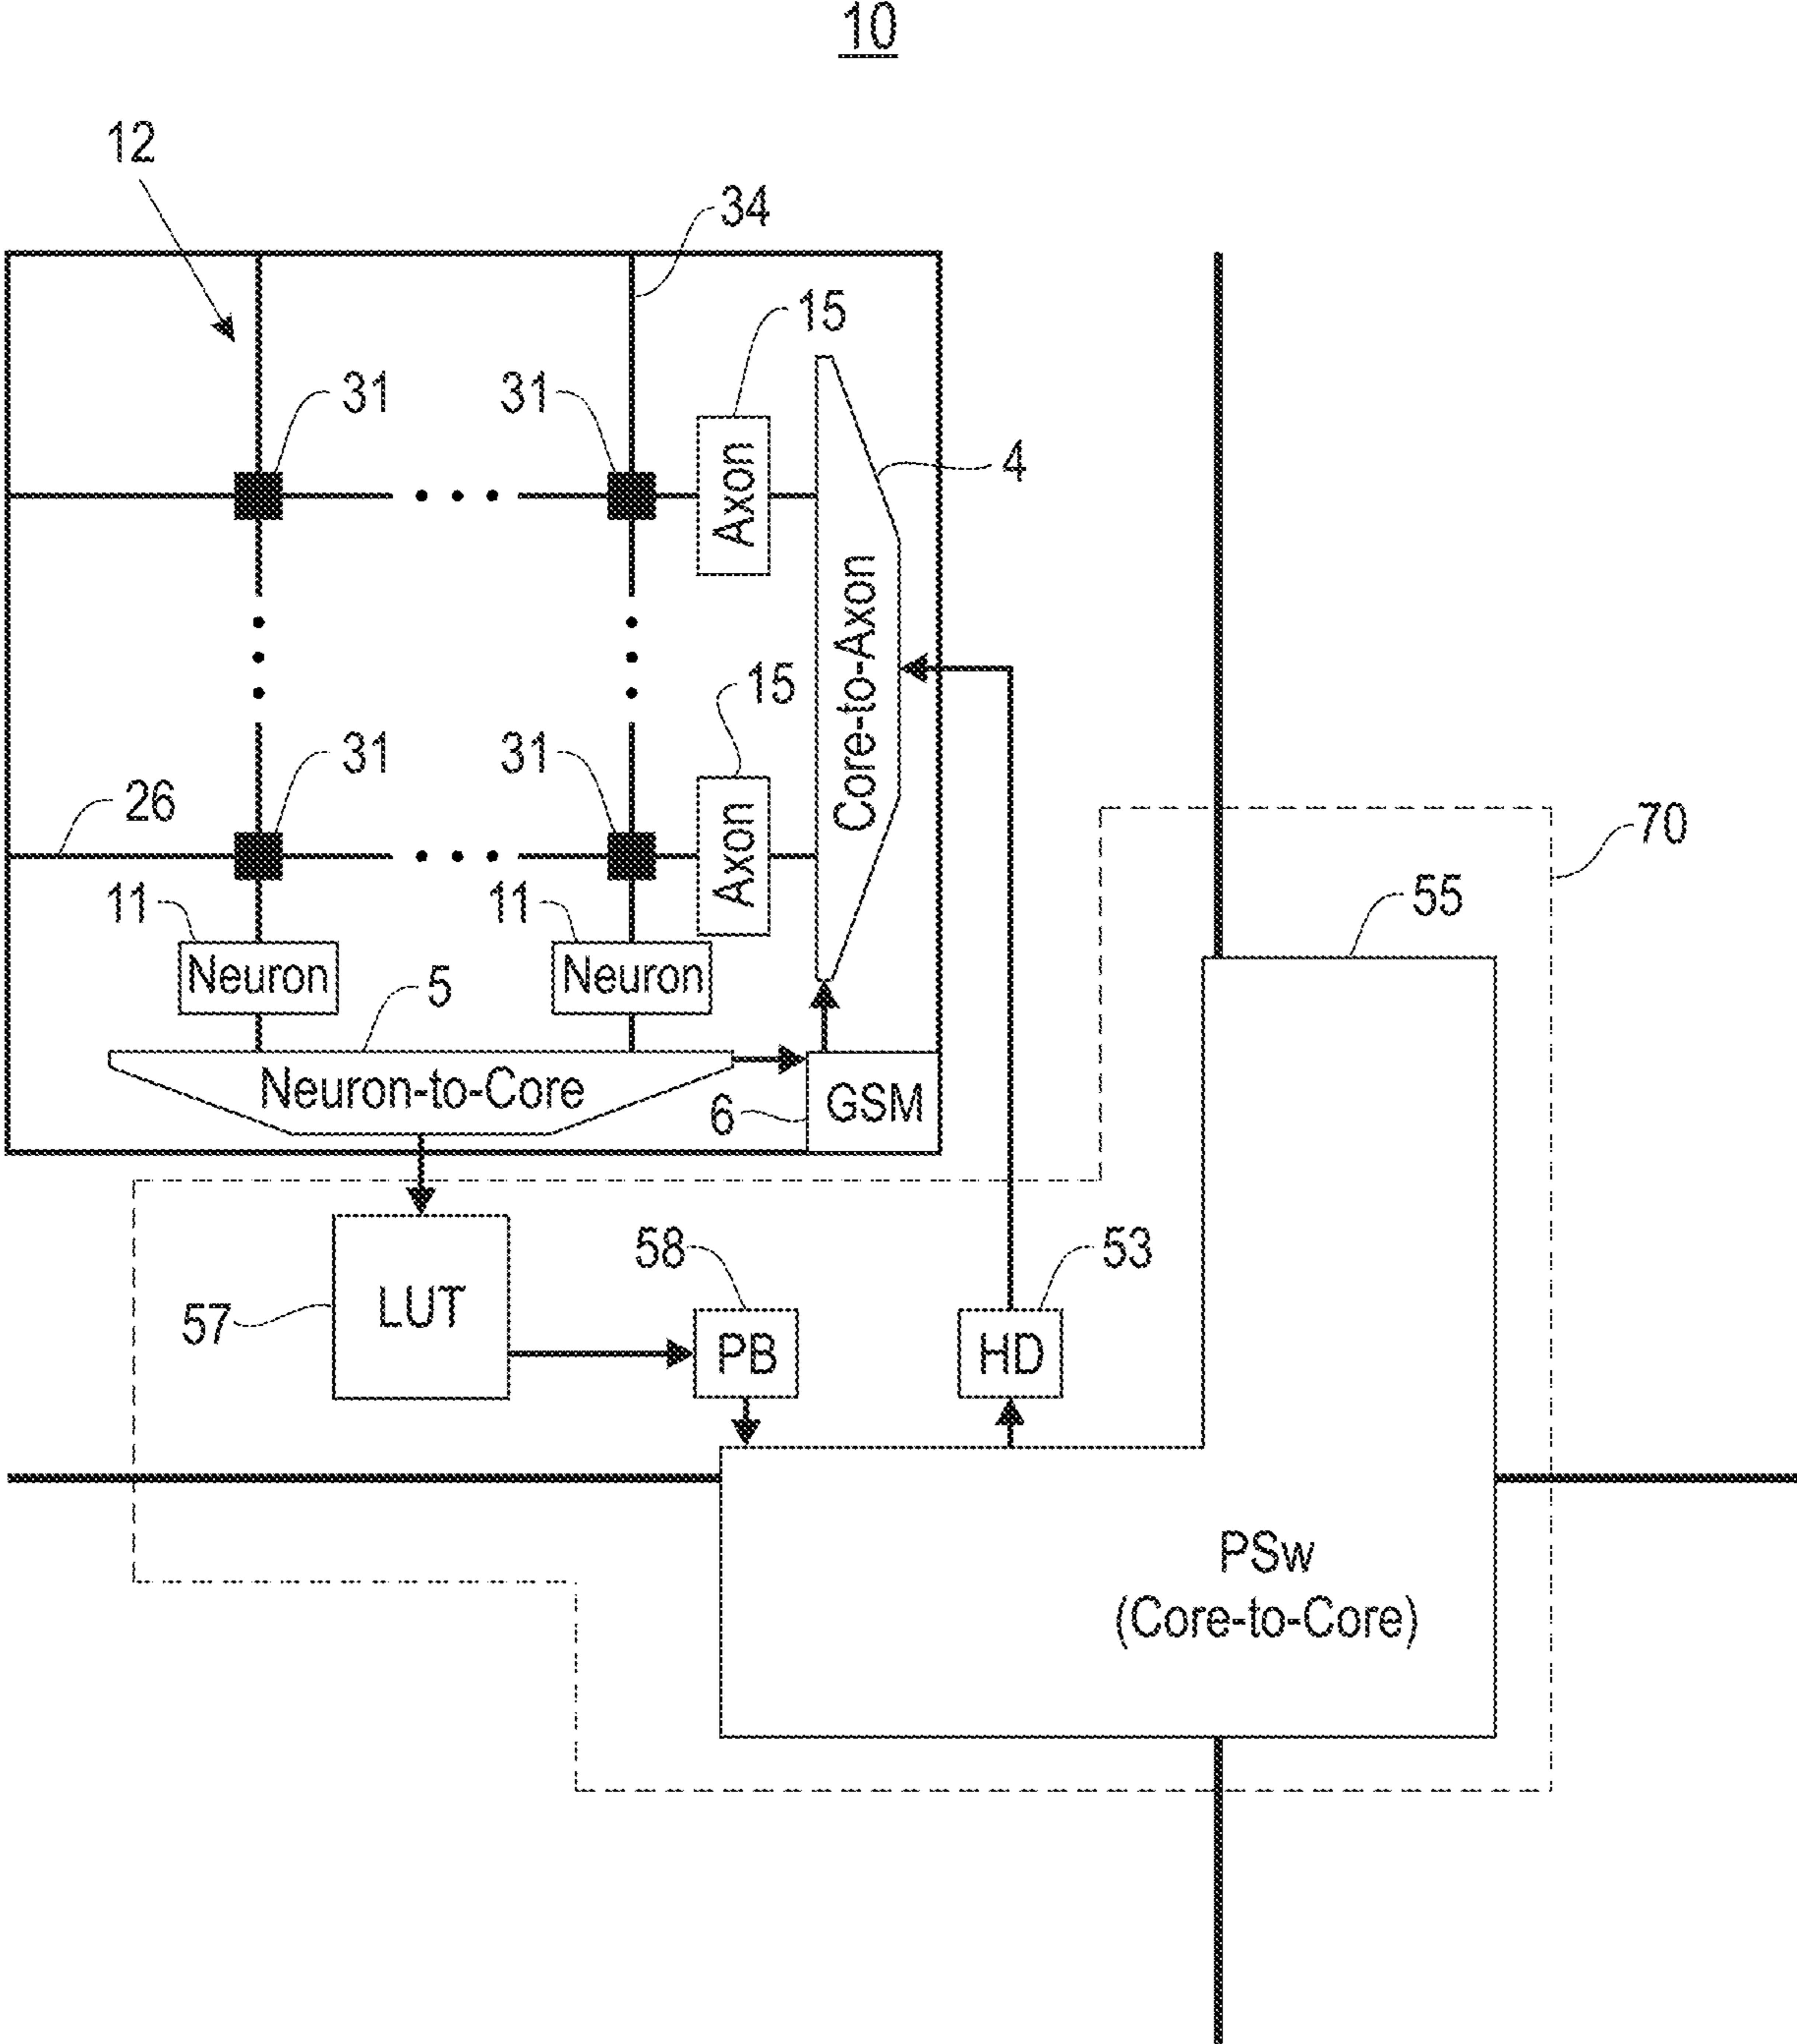 10
12
34
15
31
31
4
Axon
Core-to-Axon
15
31
31
26
70
Axon
11
11
55
Neuron
Neuron
5
Neuron-to-Core
6
GSM
58
53
57
LUT
PB
HD
PSw
(Core-to-Core)